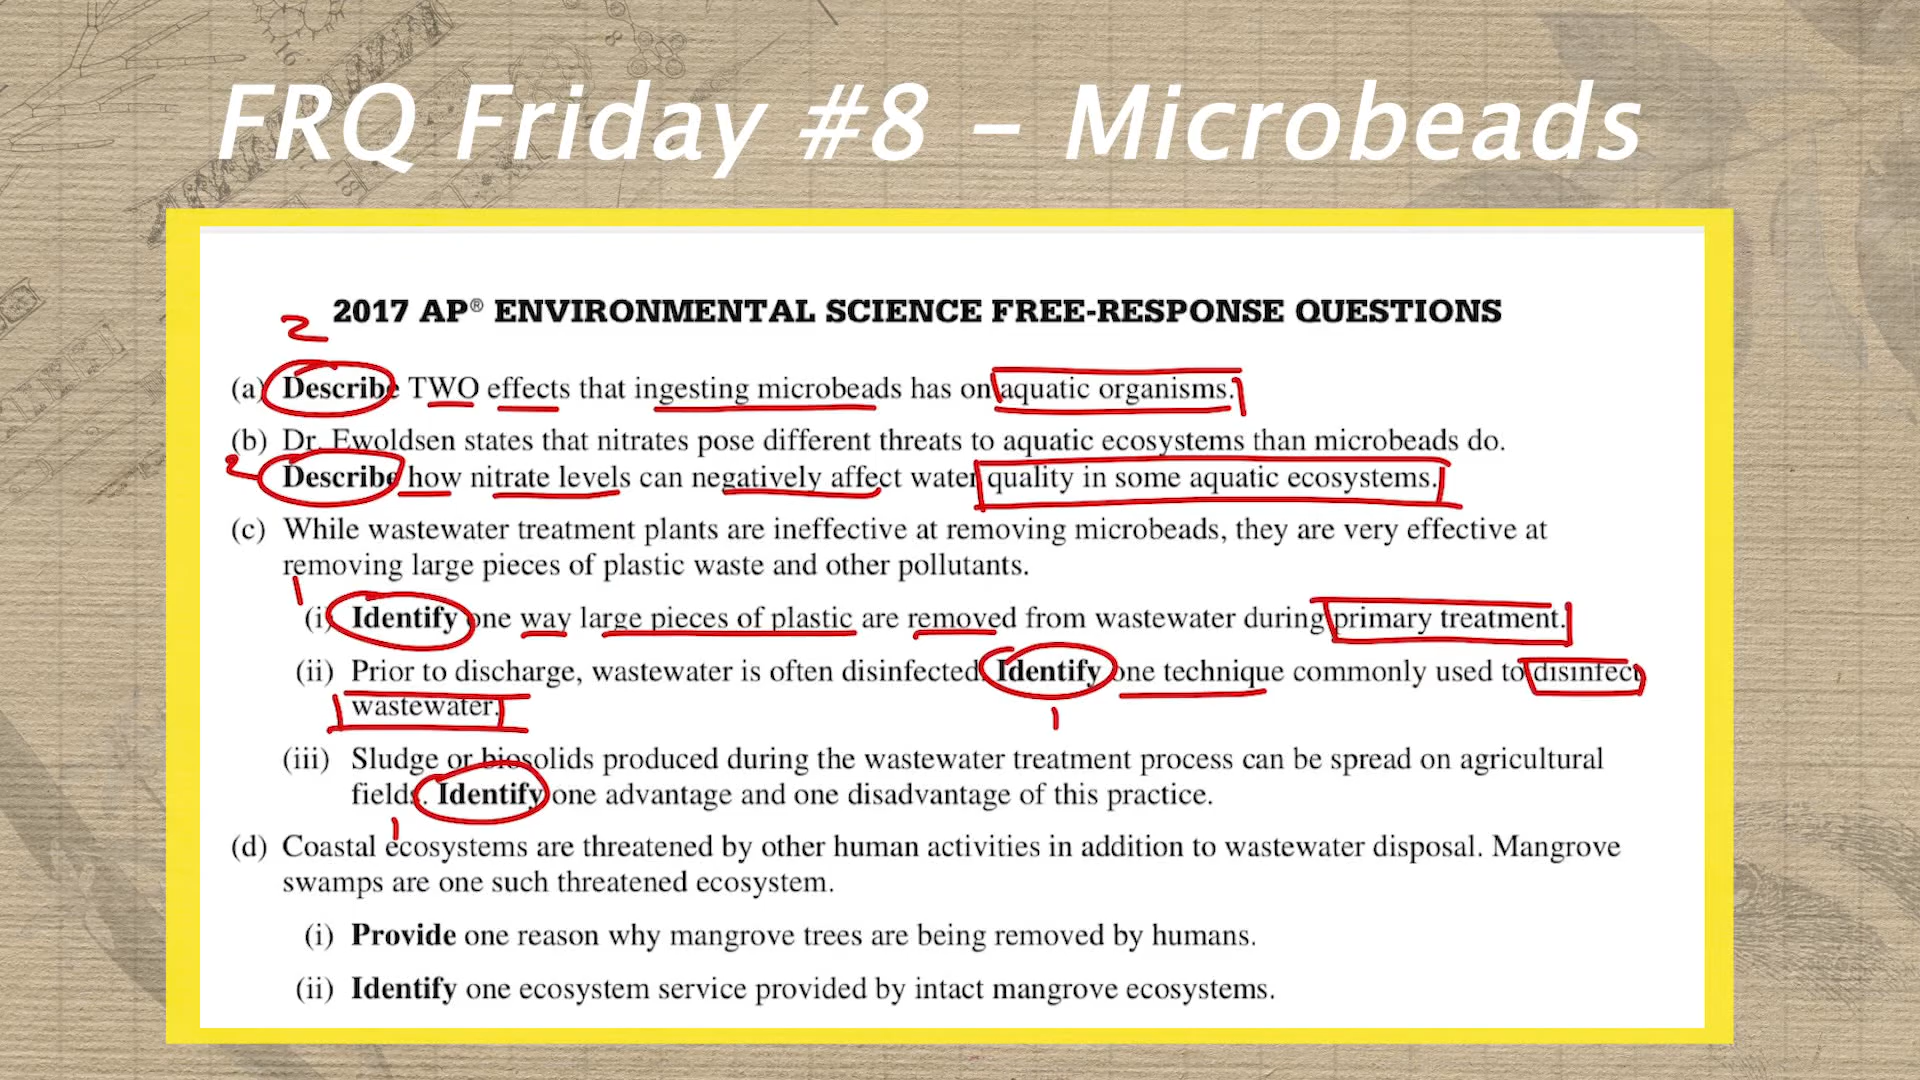 FRQ Friday #8 – Microbeads
2017 AP® ENVIRONMENTAL SCIENCE FREE-RESPONSE QUESTIONS
2
(a) Describe TWO effects that ingesting microbeads has on aquatic organisms.
(b) Dr. Ewoldsen states that nitrates pose different threats to aquatic ecosystems than microbeads do.
2
Describe how nitrate levels can negatively affect water quality in some aquatic ecosystems.
(c) While wastewater treatment plants are ineffective at removing microbeads, they are very effective at
removing large pieces of plastic waste and other pollutants.
1
(i) Identify one way large pieces of plastic are removed from wastewater during primary treatment.
(ii) Prior to discharge, wastewater is often disinfected. Identify one technique commonly used to disinfect
wastewater.
1
(iii) Sludge or biosolids produced during the wastewater treatment process can be spread on agricultural
fields. Identify one advantage and one disadvantage of this practice.
1
(d) Coastal ecosystems are threatened by other human activities in addition to wastewater disposal. Mangrove
swamps are one such threatened ecosystem.
(i) Provide one reason why mangrove trees are being removed by humans.
(ii) Identify one ecosystem service provided by intact mangrove ecosystems.